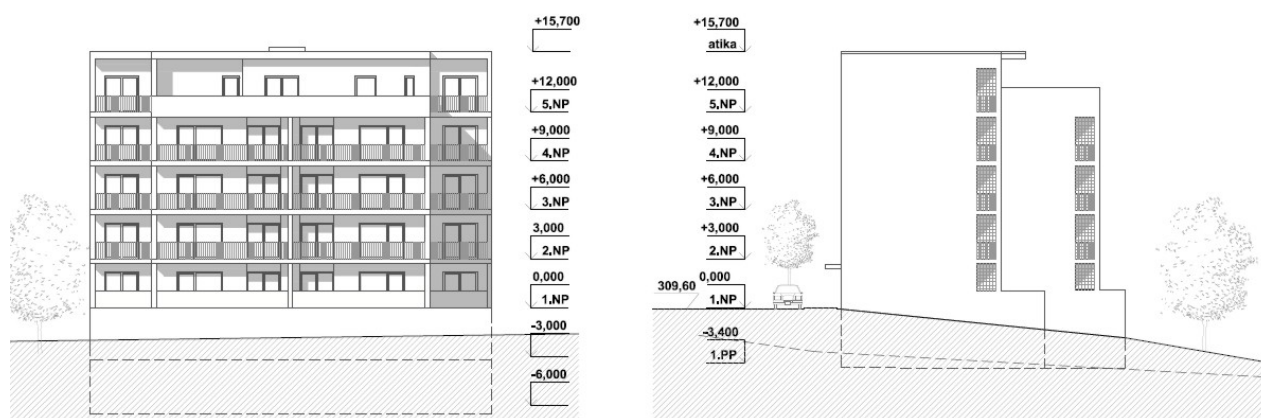 +15,700
+12,000
5.NP
+9,000
4.NP
+6,000
3.NP
3,000
2.NP
0,000
1.NP
-3,000
-6,000
+15,700
atika
+12,000
5.NP
+9,000
4.NP
+6,000
3.NP
+3,000
2.NP
309,60
0,000
1.NP
-3,400
1.PP